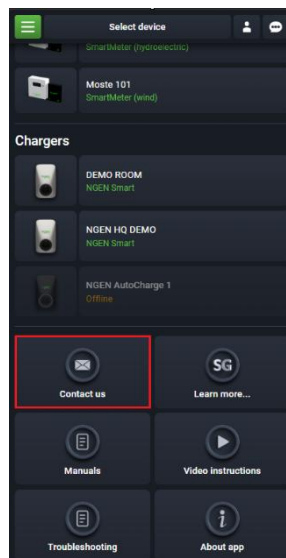 Select device
SmartMeter (hydroelectric)
Moste 101
SmartMeter (wind)
Chargers
DEMO ROOM
NGEN Smart
NGEN HQ DEMO
NGEN Smart
NGEN AutoCharge 1
Offline
SG
Contact us
Learn more...
Manuals
Video instructions
i
Troubleshooting
About app